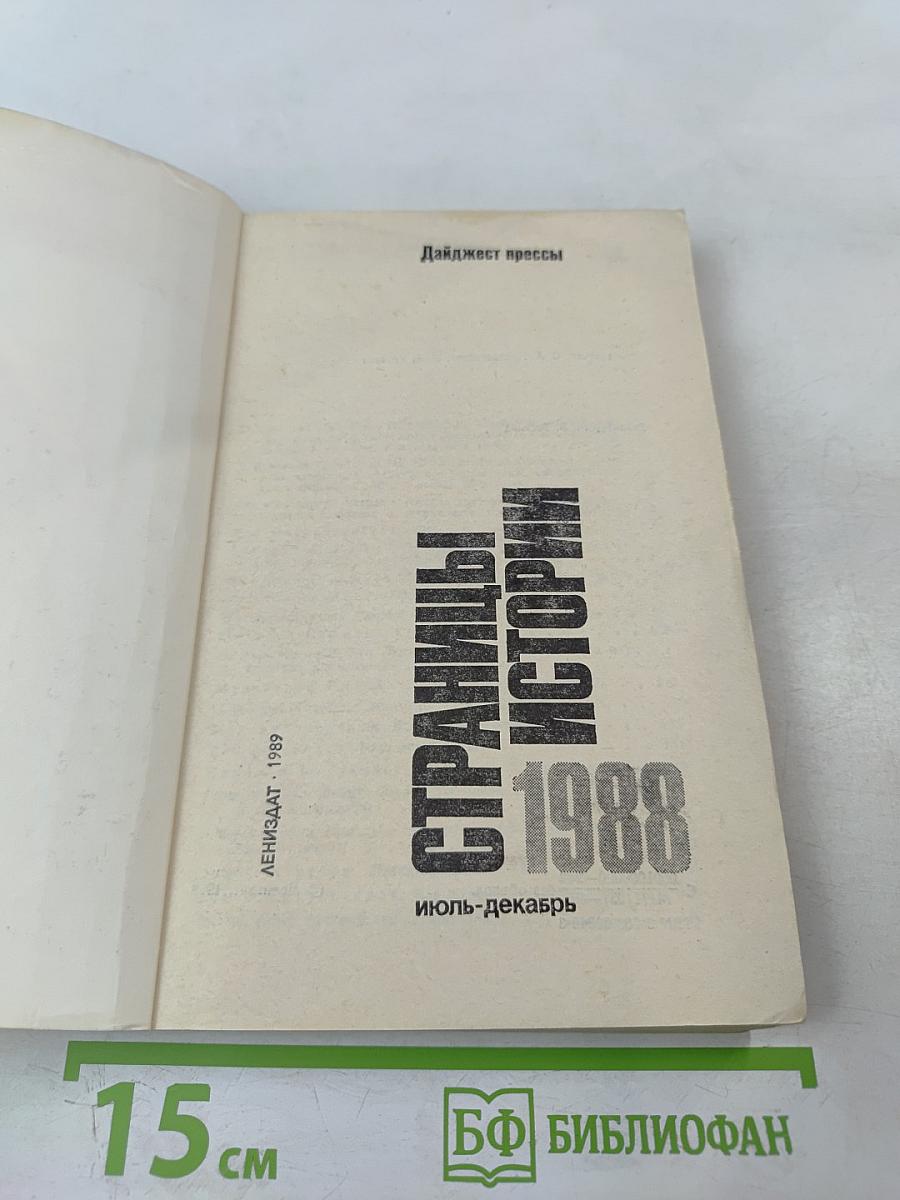 Дайджест прессы
СТРАНИЦЫ
ИСТОРИИ
1988
июль-декабрь
ЛЕНИЗДАТ · 1989
15 см
БФ БИБЛИОФАН